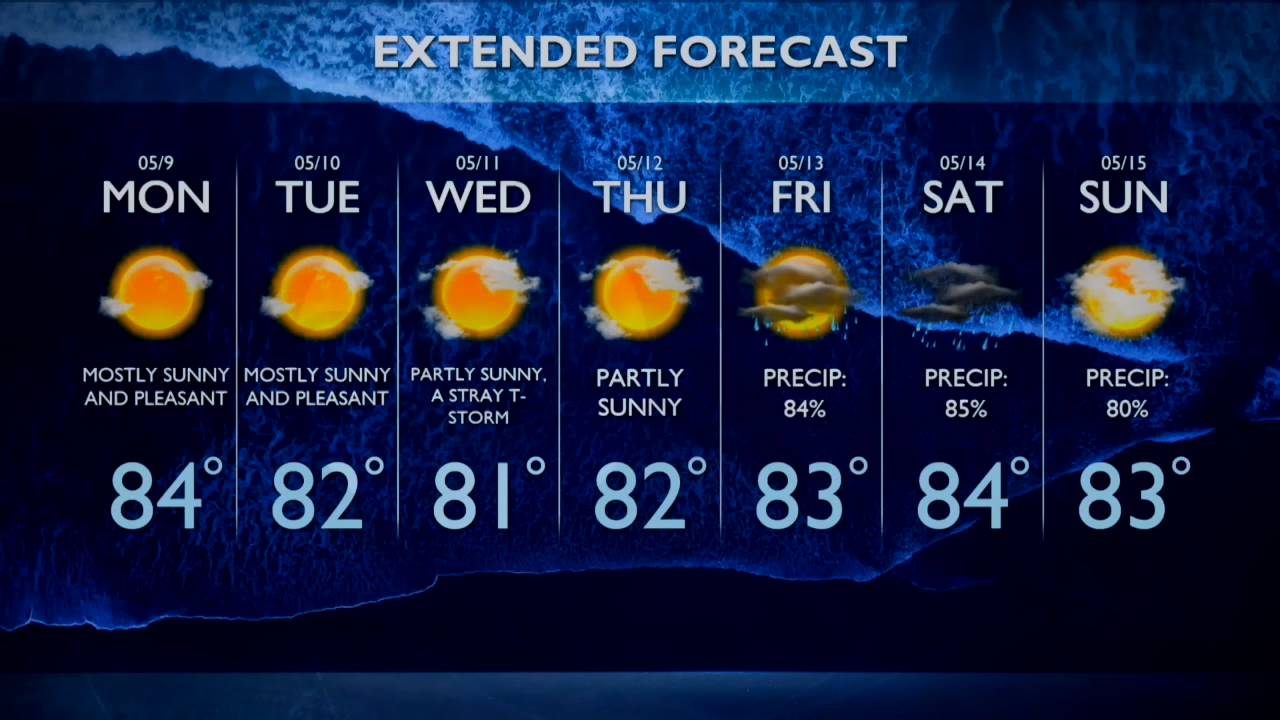 EXTENDED FORECAST
05/9
MON
MOSTLY SUNNY
AND PLEASANT
84°
05/10
TUE
MOSTLY SUNNY
AND PLEASANT
82°
05/11
WED
PARTLY SUNNY,
A STRAY T-
STORM
81°
05/12
THU
PARTLY
SUNNY
82°
05/13
FRI
PRECIP:
84%
83°
05/14
SAT
PRECIP:
85%
84°
05/15
SUN
PRECIP:
80%
83°